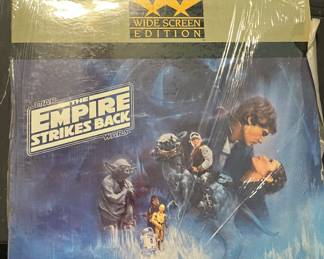 WIDE SCREEN
EDITION
STAR
THE
EMPIRE
STRIKES BACK
WARS